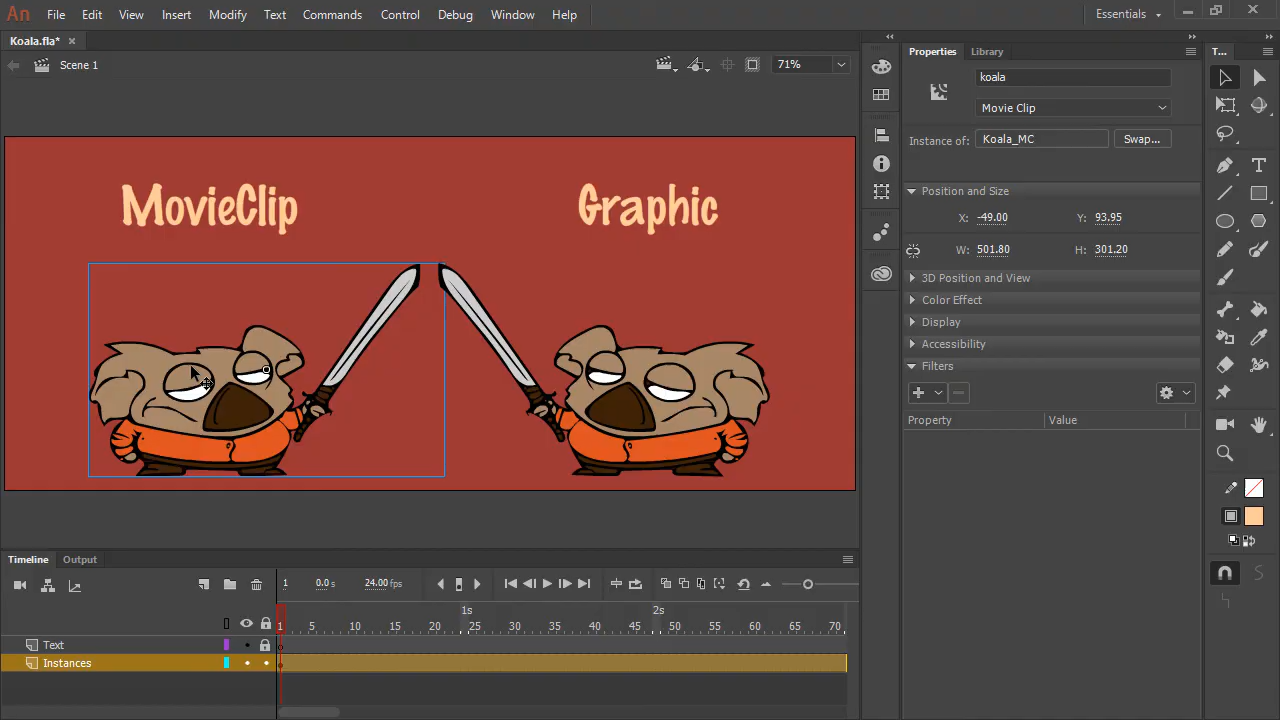 An File Edit View Insert Modify Text Commands Control Debug Window Help Essentials
Koala.fla* ×
Scene 1 71%
Properties Library T...
koala
Movie Clip
Instance of: Koala_MC Swap...
Position and Size
X: -49.00 Y: 93.95
W: 501.80 H: 301.20
3D Position and View
Color Effect
Display
Accessibility
Filters
Property Value
MovieClip Graphic
Timeline Output
1 0.0 s 24.00 fps
1s 2s
1 5 10 15 20 25 30 35 40 45 50 55 60 65 70
Text
Instances